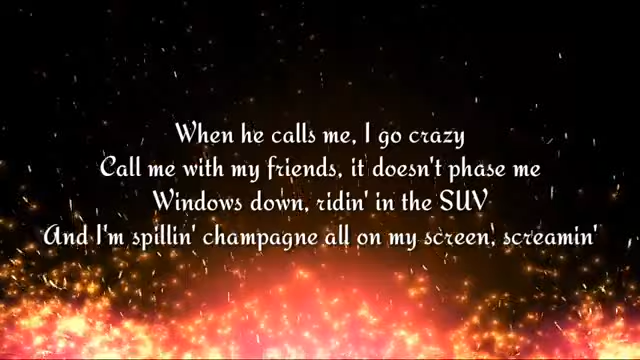 When he calls me, I go crazy
Call me with my friends, it doesn't phase me
Windows down, ridin' in the SUV
And I'm spillin' champagne all on my screen, screamin'